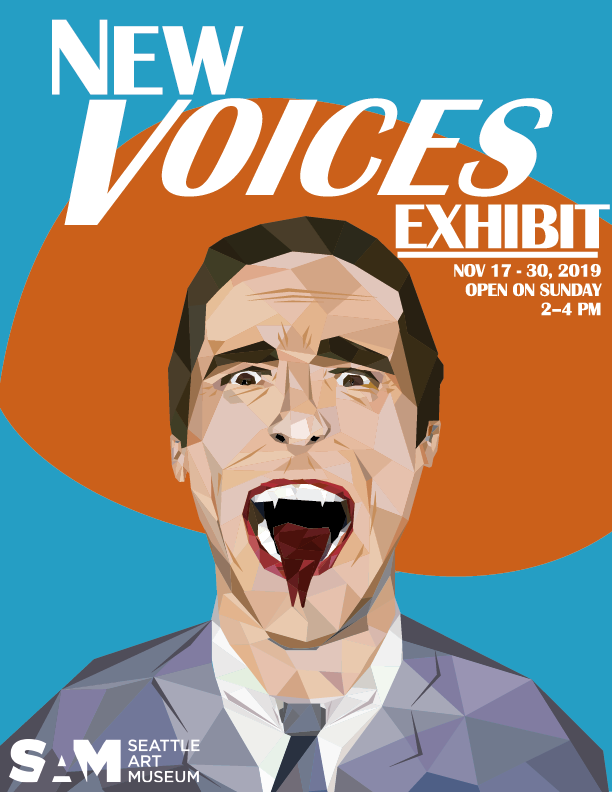 NEW
VOICES
EXHIBIT
NOV 17 - 30, 2019
OPEN ON SUNDAY
2–4 PM
SAM
SEATTLE
ART
MUSEUM